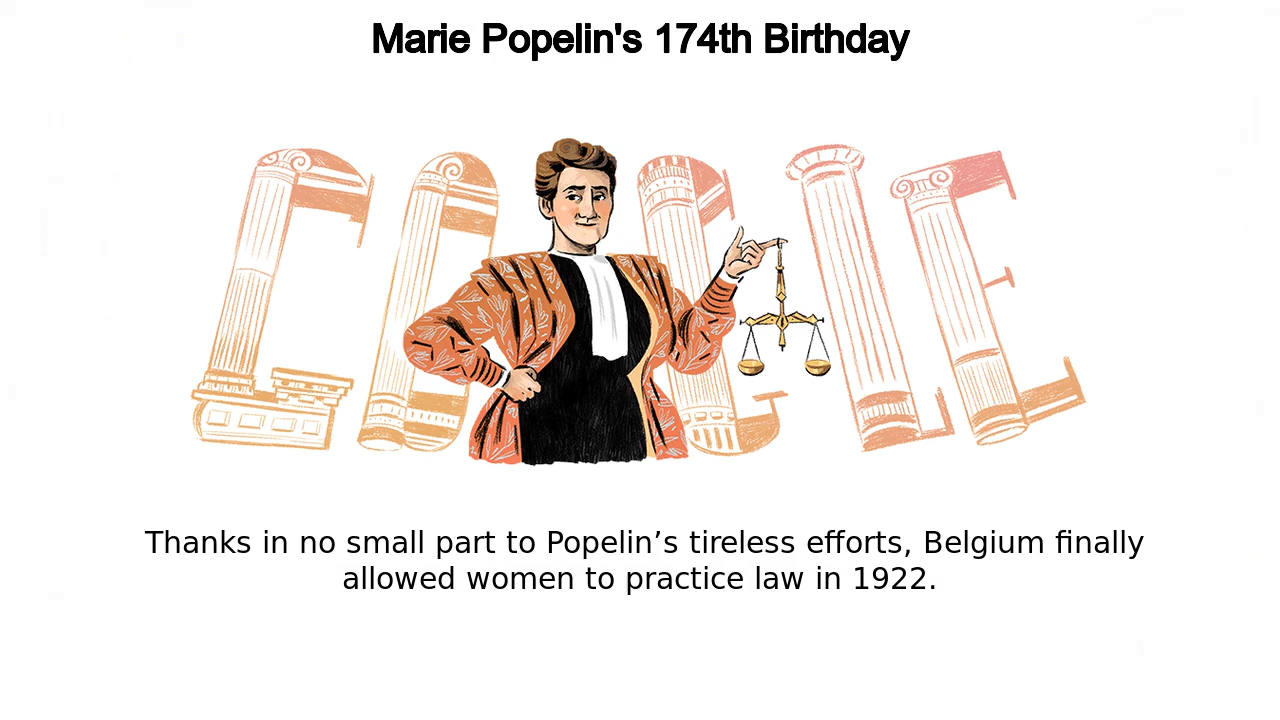 Marie Popelin's 174th Birthday
GOOGLE
Thanks in no small part to Popelin’s tireless efforts, Belgium finally
allowed women to practice law in 1922.